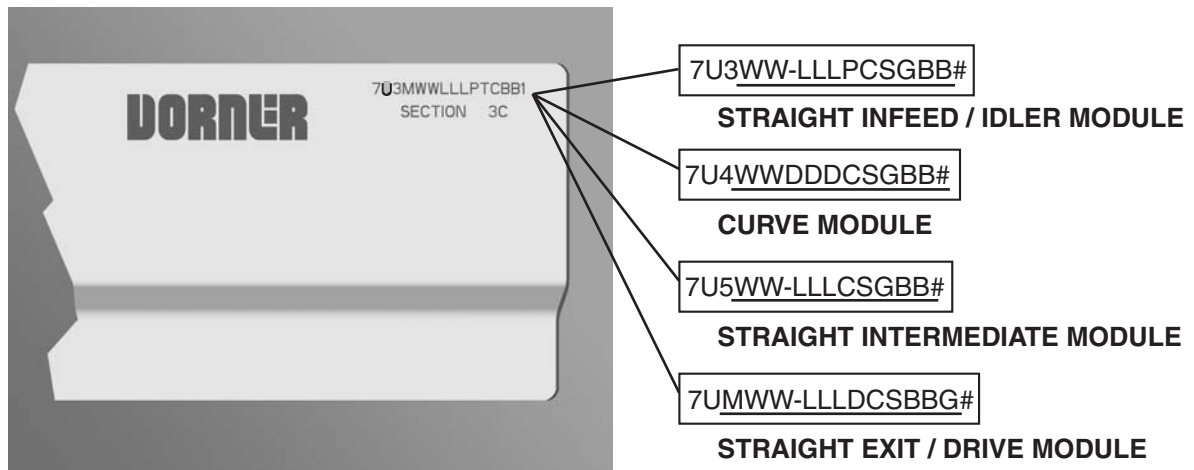 DORNER
7U3MWWLLLPTCBB1
SECTION 3C
7U3WW-LLLPCSGBB#
STRAIGHT INFEED / IDLER MODULE
7U4WWDDDCSGBB#
CURVE MODULE
7U5WW-LLLCSGBB#
STRAIGHT INTERMEDIATE MODULE
7UMWW-LLLDCSBBG#
STRAIGHT EXIT / DRIVE MODULE